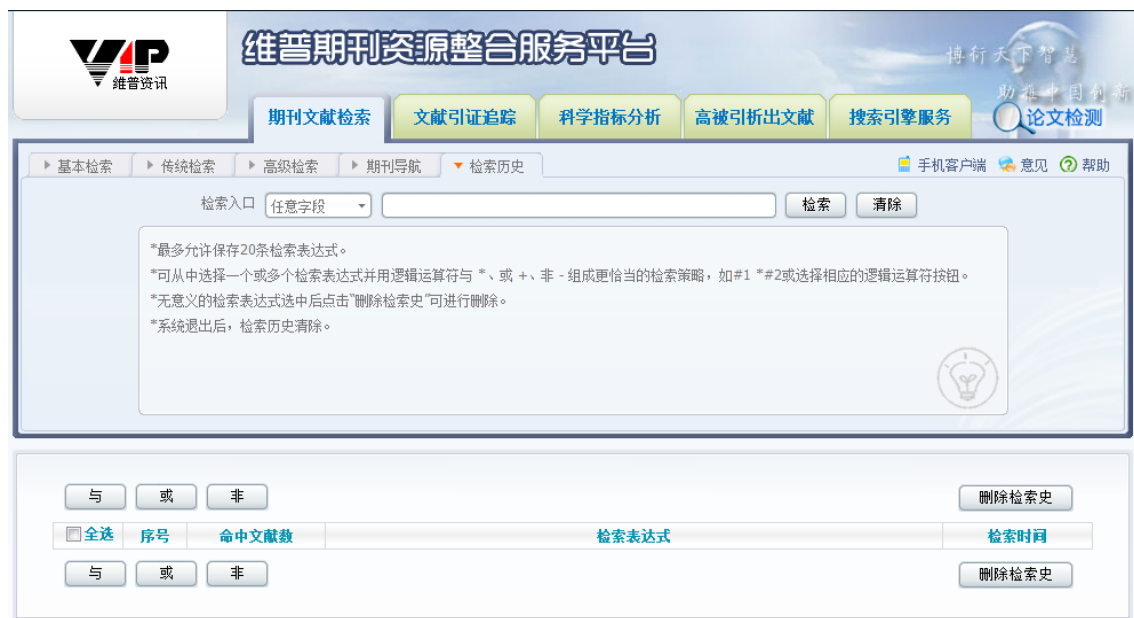 VIP
维普资讯
维普期刊资源整合服务平台
博衍天下智慧
助推中国创新
期刊文献检索 文献引证追踪 科学指标分析 高被引析出文献 搜索引擎服务 论文检测
基本检索 传统检索 高级检索 期刊导航 检索历史 手机客户端 意见 帮助
检索入口 任意字段 检索 清除
*最多允许保存20条检索表达式。
*可从中选择一个或多个检索表达式并用逻辑运算符与 *、或 +、非 - 组成更恰当的检索策略，如#1 *#2或选择相应的逻辑运算符按钮。
*无意义的检索表达式选中后点击"删除检索史"可进行删除。
*系统退出后，检索历史清除。
与 或 非 删除检索史
全选 序号 命中文献数 检索表达式 检索时间
与 或 非 删除检索史